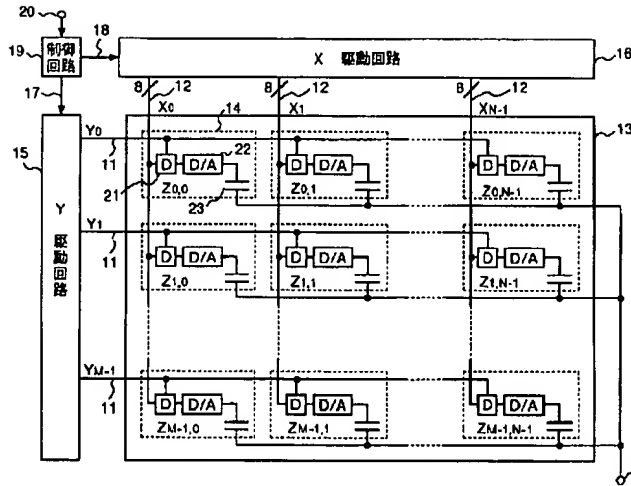 20
19
制御
回路
18
X 駆動回路
16
17
8 12
8 12
8 12
X0
X1
XN-1
15
Y 駆動回路
Y0
11
14
13
D D/A 22
21
23
Z0,0
D D/A
Z0,1
D D/A
Z0,N-1
Y1
11
D D/A
Z1,0
D D/A
Z1,1
D D/A
Z1,N-1
YM-1
11
D D/A
ZM-1,0
D D/A
ZM-1,1
D D/A
ZM-1,N-1